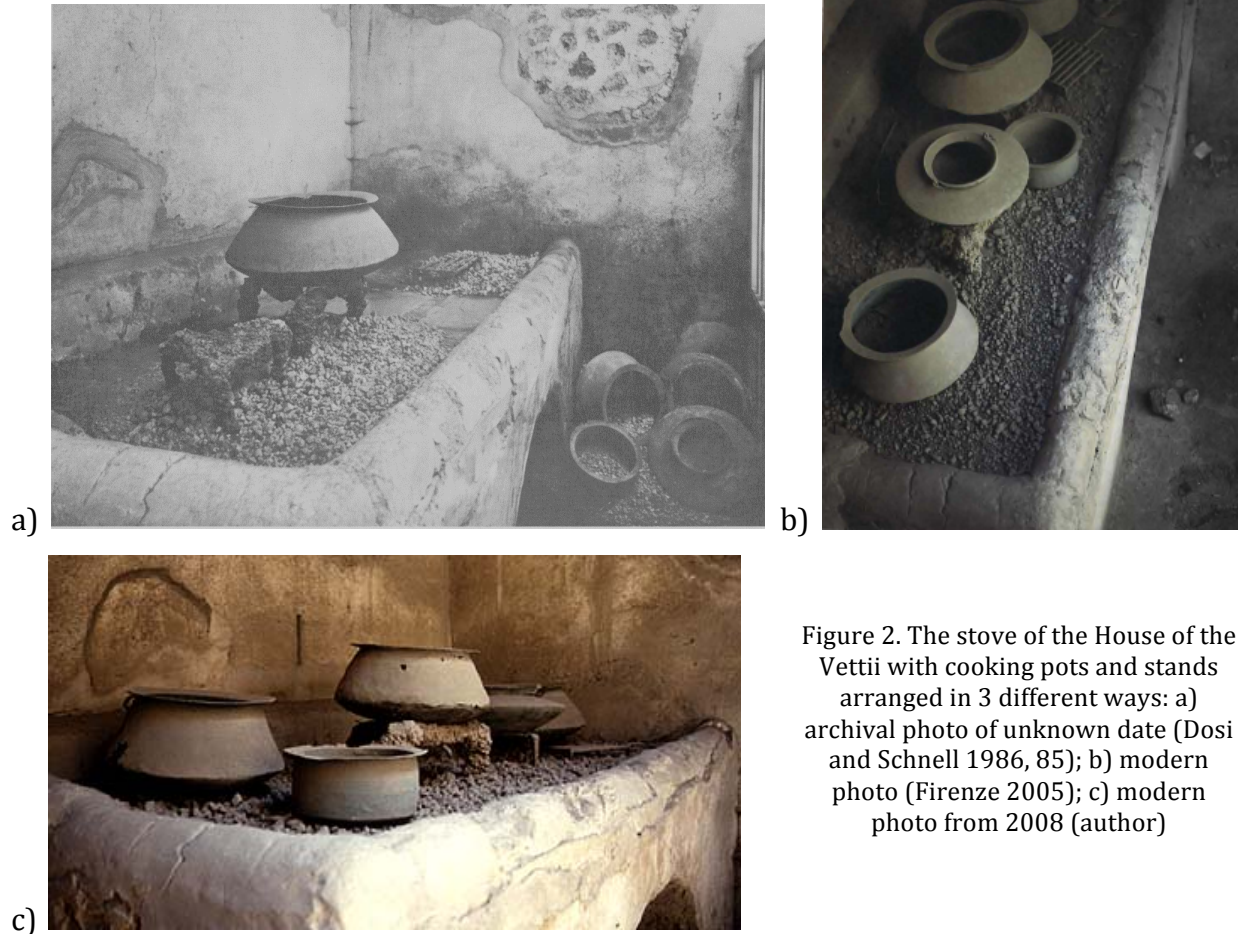 a)
b)
c)
Figure 2. The stove of the House of the
Vettii with cooking pots and stands
arranged in 3 different ways: a)
archival photo of unknown date (Dosi
and Schnell 1986, 85); b) modern
photo (Firenze 2005); c) modern
photo from 2008 (author)